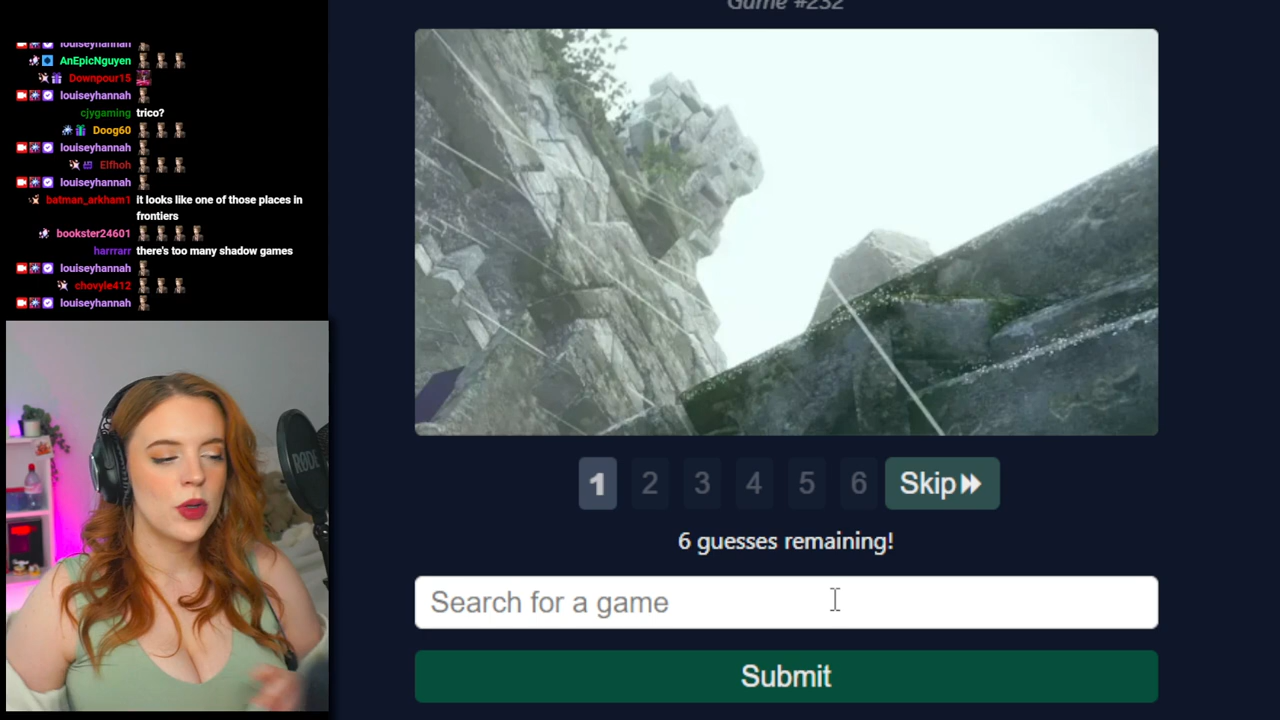 Game #232
louiseyhannah
AnEpicNguyen
Downpour15
louiseyhannah
cjygaming trico?
Doog60
louiseyhannah
Elfhoh
louiseyhannah
batman_arkham1 it looks like one of those places in
frontiers
bookster24601
harrrarr there's too many shadow games
louiseyhannah
chovyle412
louiseyhannah
RØDE
1 2 3 4 5 6 Skip
6 guesses remaining!
Search for a game
Submit